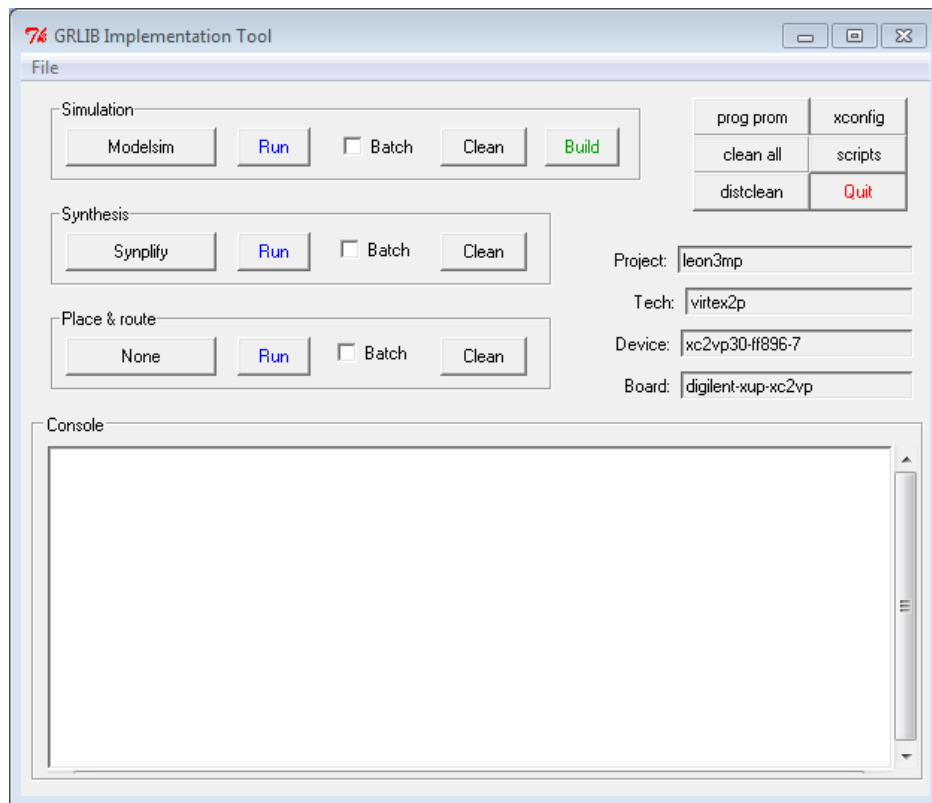 GRLIB Implementation Tool
File
Simulation
Modelsim Run Batch Clean Build
Synthesis
Synplify Run Batch Clean
Place & route
None Run Batch Clean
prog prom xconfig
clean all scripts
distclean Quit
Project: leon3mp
Tech: virtex2p
Device: xc2vp30-ff896-7
Board: digilent-xup-xc2vp
Console